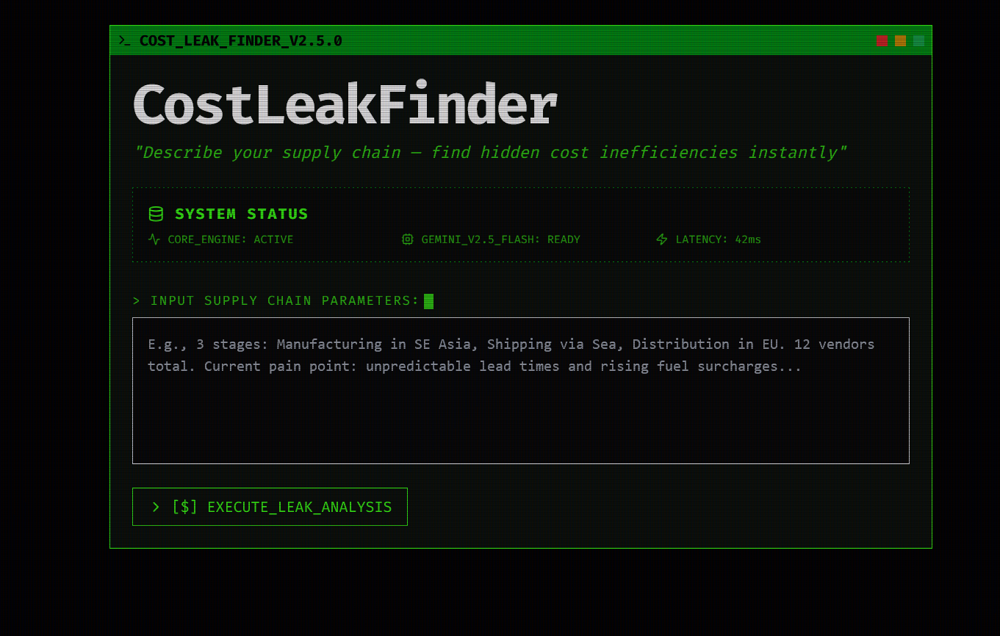 >_ COST_LEAK_FINDER_V2.5.0
CostLeakFinder
"Describe your supply chain — find hidden cost inefficiencies instantly"
SYSTEM STATUS
CORE_ENGINE: ACTIVE
GEMINI_V2.5_FLASH: READY
LATENCY: 42ms
> INPUT SUPPLY CHAIN PARAMETERS:
E.g., 3 stages: Manufacturing in SE Asia, Shipping via Sea, Distribution in EU. 12 vendors
total. Current pain point: unpredictable lead times and rising fuel surcharges...
> [$] EXECUTE_LEAK_ANALYSIS